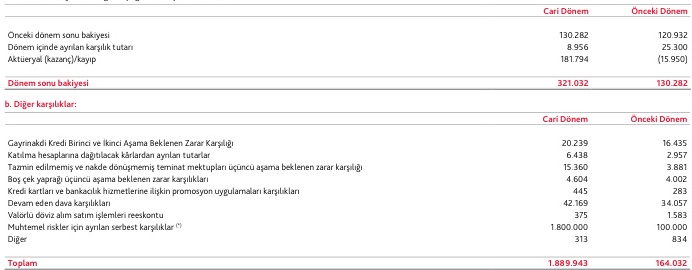 Cari Dönem Önceki Dönem
Önceki dönem sonu bakiyesi 130.282 120.932
Dönem içinde ayrılan karşılık tutarı 8.956 25.300
Aktüeryal (kazanç)/kayıp 181.794 (15.950)
Dönem sonu bakiyesi 321.032 130.282
b. Diğer karşılıklar:
Cari Dönem Önceki Dönem
Gayrinakdi Kredi Birinci ve İkinci Aşama Beklenen Zarar Karşılığı 20.239 16.435
Katılma hesaplarına dağıtılacak kârlardan ayrılan tutarlar 6.438 2.957
Tazmin edilmemiş ve nakde dönüşmemiş teminat mektupları üçüncü aşama beklenen zarar karşılığı 15.360 3.881
Boş çek yaprağı üçüncü aşama beklenen zarar karşılıkları 4.604 4.002
Kredi kartları ve bankacılık hizmetlerine ilişkin promosyon uygulamaları karşılıkları 445 283
Devam eden dava karşılıkları 42.169 34.057
Valörlü döviz alım satım işlemleri reeskontu 375 1.583
Muhtemel riskler için ayrılan serbest karşılıklar (*) 1.800.000 100.000
Diğer 313 834
Toplam 1.889.943 164.032